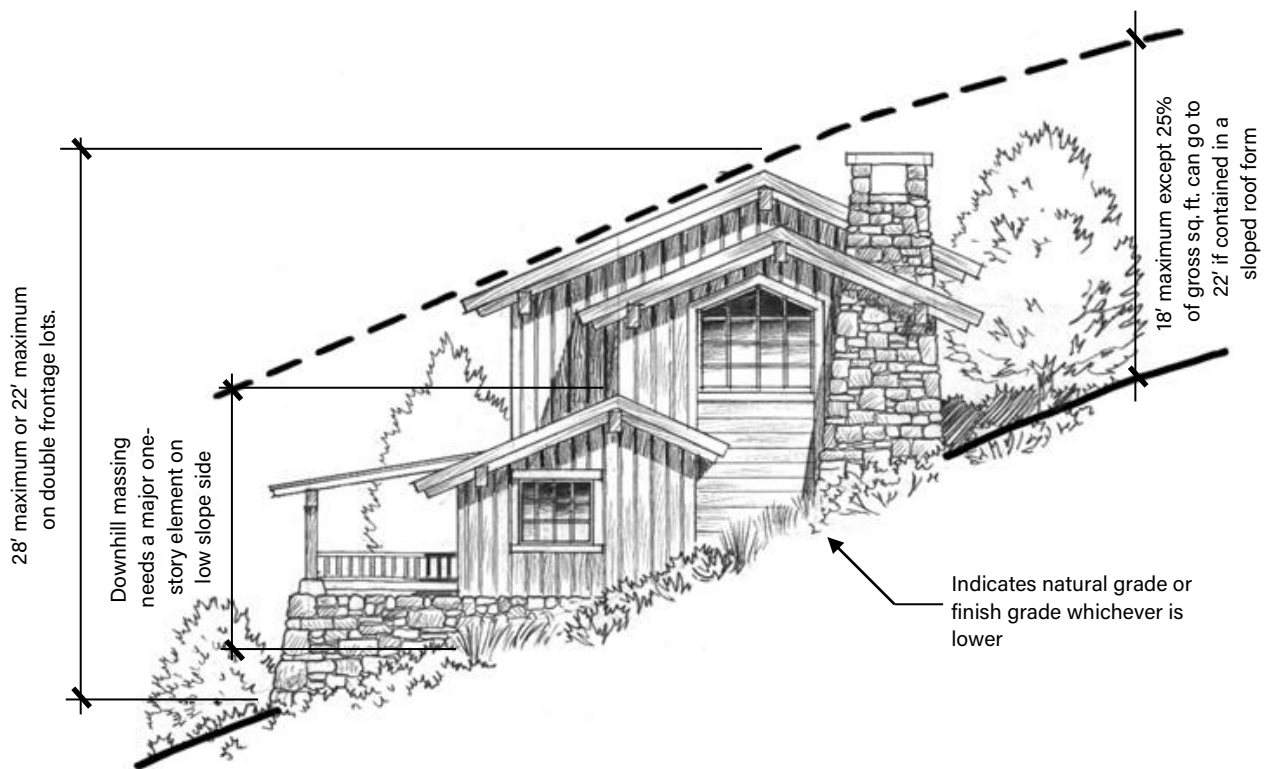 28' maximum or 22' maximum
on double frontage lots.
Downhill massing
needs a major one-
story element on
low slope side
18' maximum except 25%
of gross sq. ft. can go to
22' if contained in a
sloped roof form
Indicates natural grade or
finish grade whichever is
lower